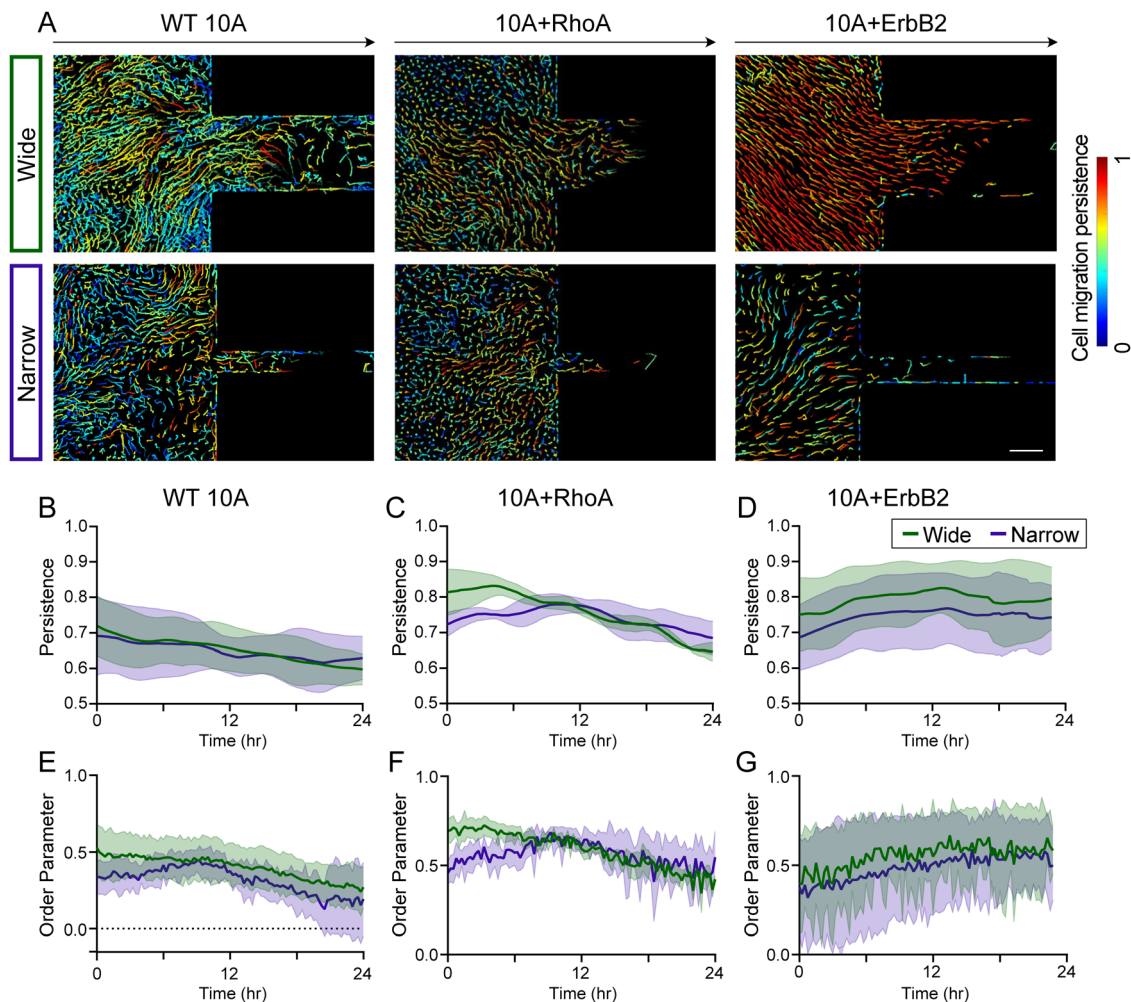 A
WT 10A
10A+RhoA
10A+ErbB2
Wide
Narrow
Cell migration persistence
1
0
WT 10A
10A+RhoA
10A+ErbB2
B
Persistence
1.0
0.9
0.8
0.7
0.6
0.5
0
12
24
Time (hr)
C
Persistence
1.0
0.9
0.8
0.7
0.6
0.5
0
12
24
Time (hr)
D
Wide
Narrow
Persistence
1.0
0.9
0.8
0.7
0.6
0.5
0
12
24
Time (hr)
E
Order Parameter
1.0
0.5
0.0
0
12
24
Time (hr)
F
Order Parameter
1.0
0.5
0.0
0
12
24
Time (hr)
G
Order Parameter
1.0
0.5
0.0
0
12
24
Time (hr)